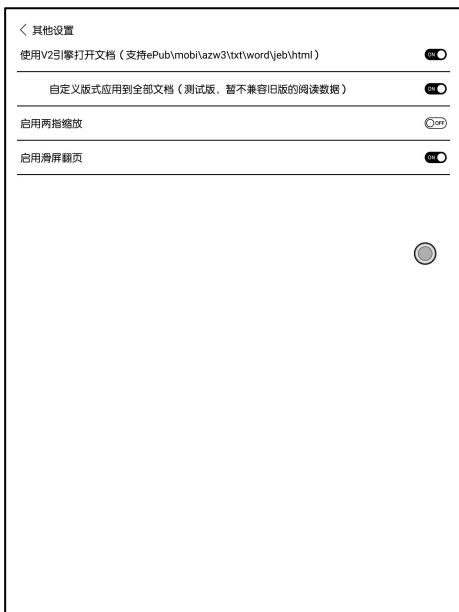 其他设置
使用V2引擎打开文档（支持ePub\mobi\azw3\txt\word\jeb\html）
ON
自定义版式应用到全部文档（测试版，暂不兼容旧版的阅读数据）
ON
启用两指缩放
OFF
启用滑屏翻页
ON